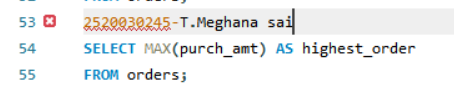 53 2520030245-T.Meghana sai
54 SELECT MAX(purch_amt) AS highest_order
55 FROM orders;